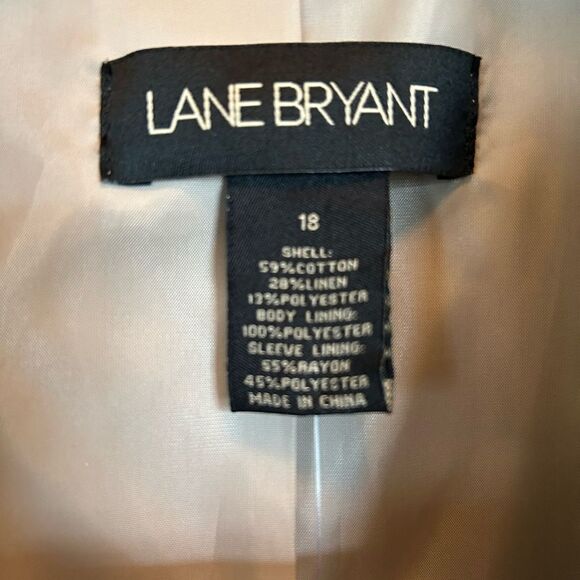 LANE BRYANT
18
SHELL:
59%COTTON
28%LINEN
13%POLYESTER
BODY LINING:
100%POLYESTER
SLEEVE LINING:
55%RAYON
45%POLYESTER
MADE IN CHINA